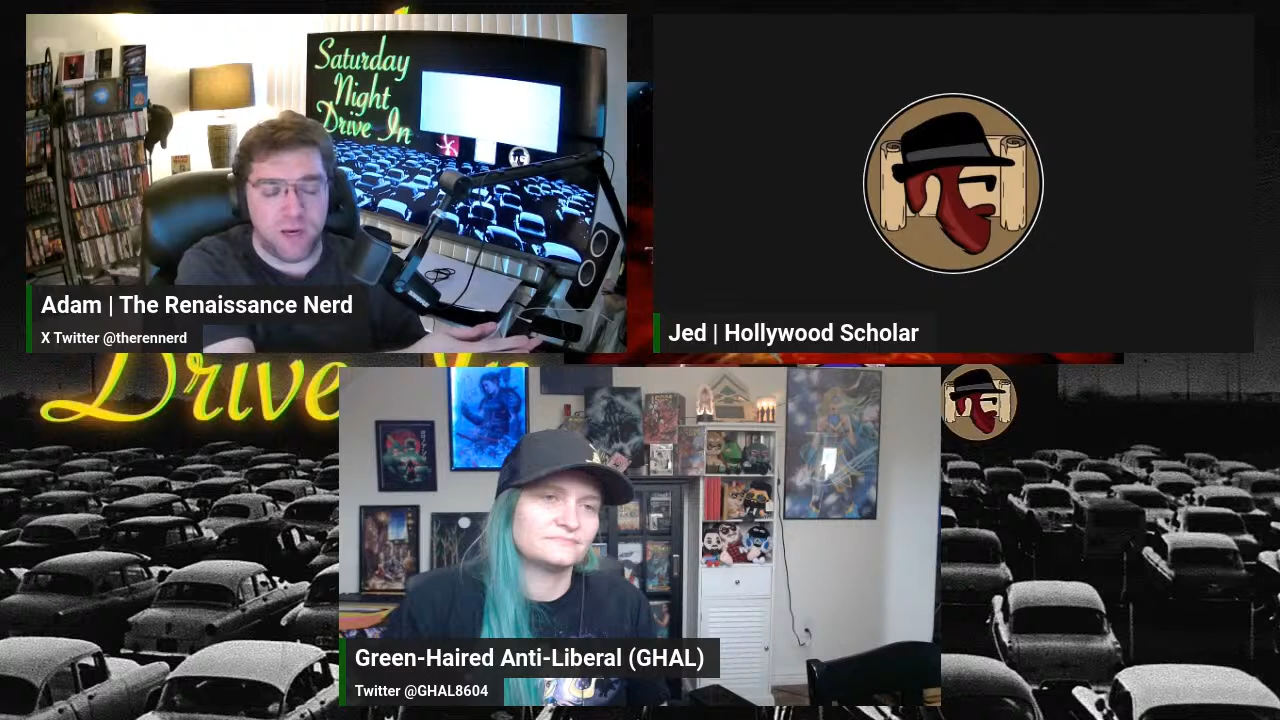 Saturday
Night
Drive In
Adam | The Renaissance Nerd
X Twitter @therennerd
Jed | Hollywood Scholar
Drive In
Green-Haired Anti-Liberal (GHAL)
Twitter @GHAL8604